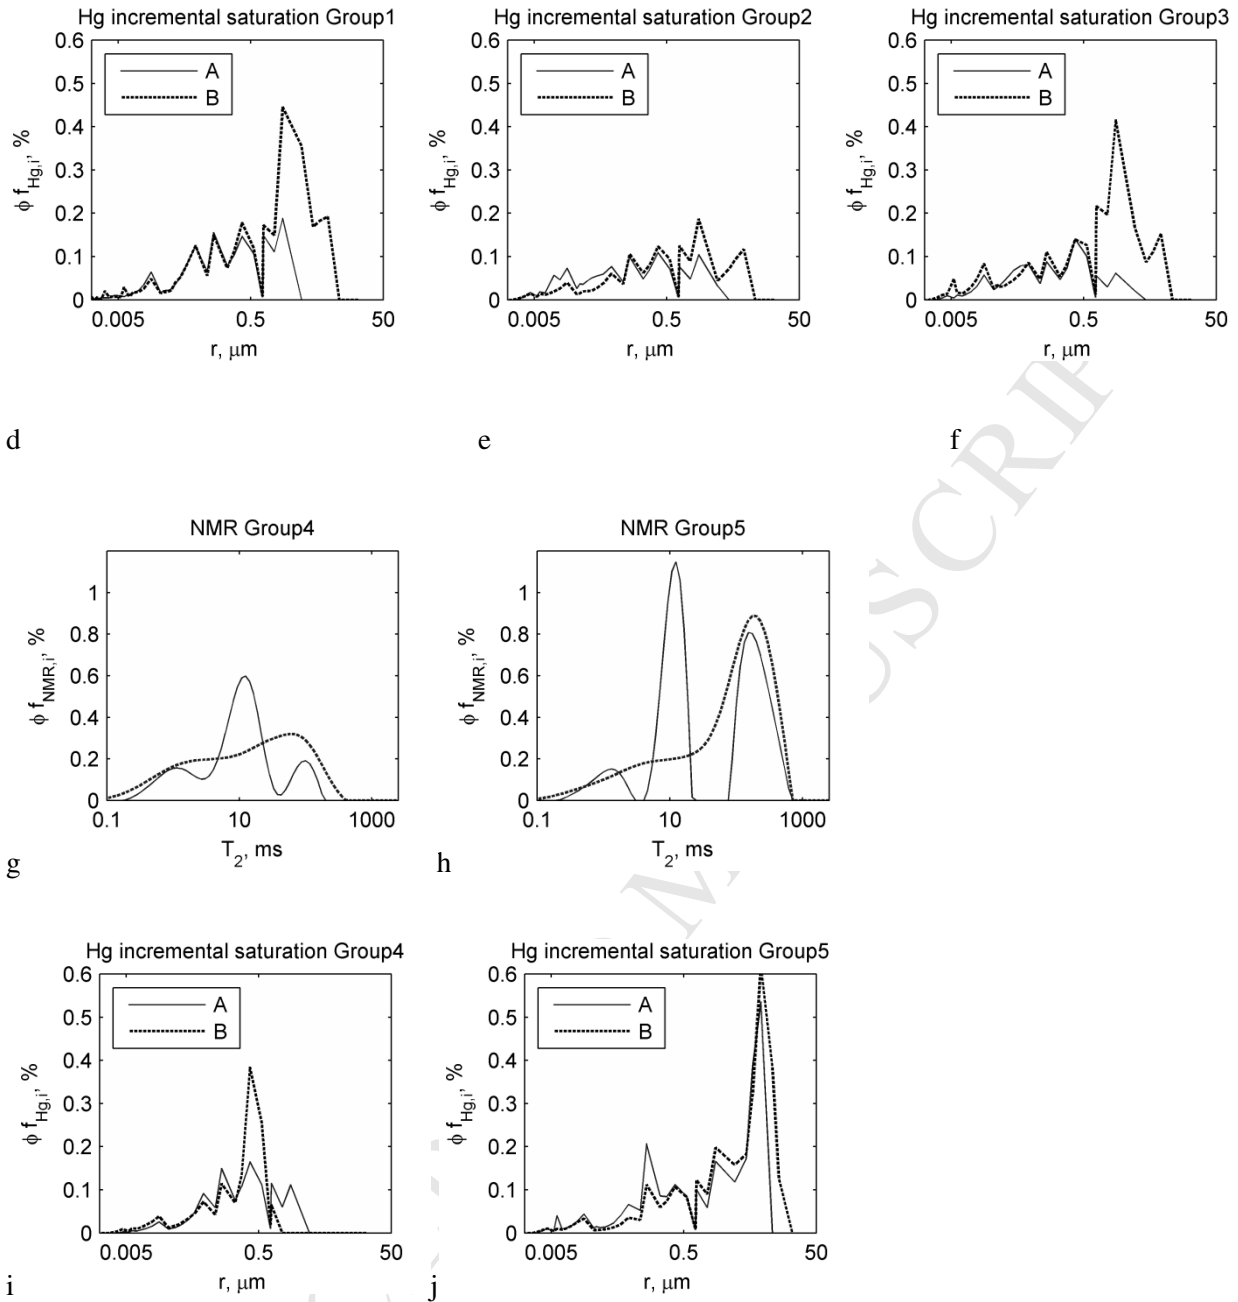 Hg incremental saturation Group1
Hg incremental saturation Group2
Hg incremental saturation Group3
0.6
0.5
0.4
0.3
0.2
0.1
0
ϕ f_Hg,i, %
A
B
0.005 0.5 50
r, μm
0.6
0.5
0.4
0.3
0.2
0.1
0
ϕ f_Hg,i, %
A
B
0.005 0.5 50
r, μm
0.6
0.5
0.4
0.3
0.2
0.1
0
ϕ f_Hg,i, %
A
B
0.005 0.5 50
r, μm
d
e
f
NMR Group4
1
0.8
0.6
0.4
0.2
0
ϕ f_NMR,i, %
0.1 10 1000
T_2, ms
NMR Group5
1
0.8
0.6
0.4
0.2
0
ϕ f_NMR,i, %
0.1 10 1000
T_2, ms
g
h
Hg incremental saturation Group4
0.6
0.5
0.4
0.3
0.2
0.1
0
ϕ f_Hg,i, %
A
B
0.005 0.5 50
r, μm
Hg incremental saturation Group5
0.6
0.5
0.4
0.3
0.2
0.1
0
ϕ f_Hg,i, %
A
B
0.005 0.5 50
r, μm
i
j